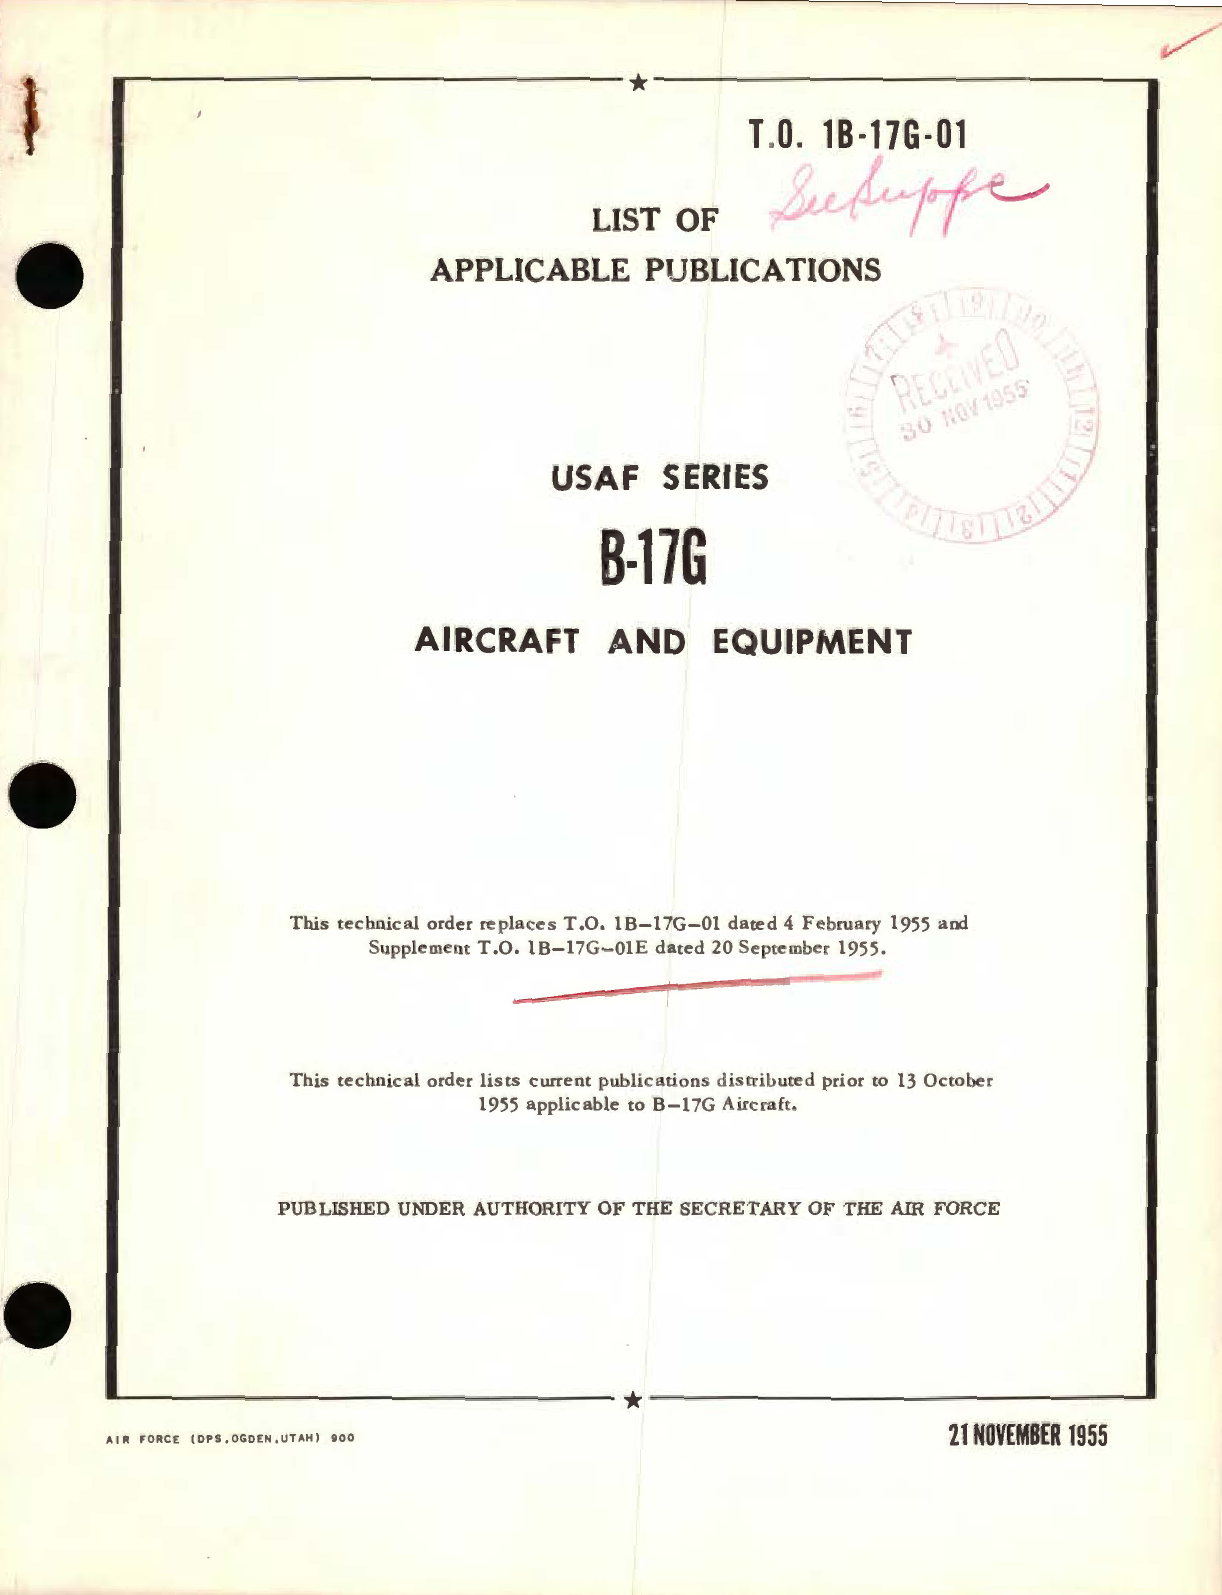 T.O. 1B-17G-01
See Suppe
LIST OF
APPLICABLE PUBLICATIONS
RECEIVED
30 NOV 1955
USAF SERIES
B-17G
AIRCRAFT AND EQUIPMENT
This technical order replaces T.O. 1B–17G–01 dated 4 February 1955 and
Supplement T.O. 1B–17G–01E dated 20 September 1955.
This technical order lists current publications distributed prior to 13 October
1955 applicable to B–17G Aircraft.
PUBLISHED UNDER AUTHORITY OF THE SECRETARY OF THE AIR FORCE
AIR FORCE (DPS,OGDEN,UTAH) 900
21 NOVEMBER 1955